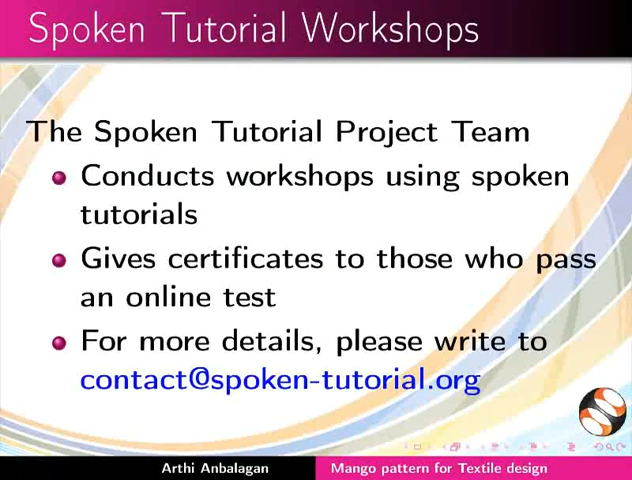 Spoken Tutorial Workshops
The Spoken Tutorial Project Team
Conducts workshops using spoken
tutorials
Gives certificates to those who pass
an online test
For more details, please write to
contact@spoken-tutorial.org
Arthi Anbalagan
Mango pattern for Textile design